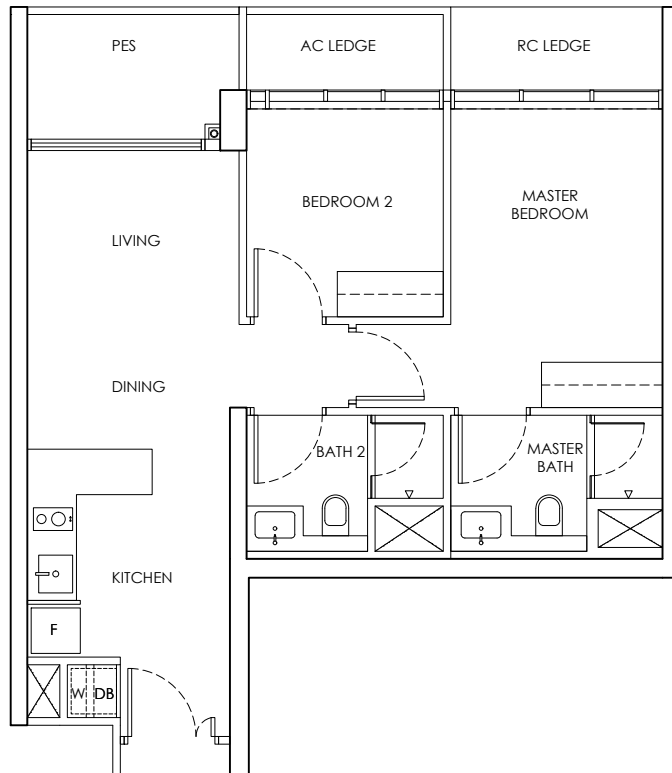 PES
AC LEDGE
RC LEDGE
BEDROOM 2
MASTER
BEDROOM
LIVING
DINING
BATH 2
MASTER
BATH
KITCHEN
F
W
DB